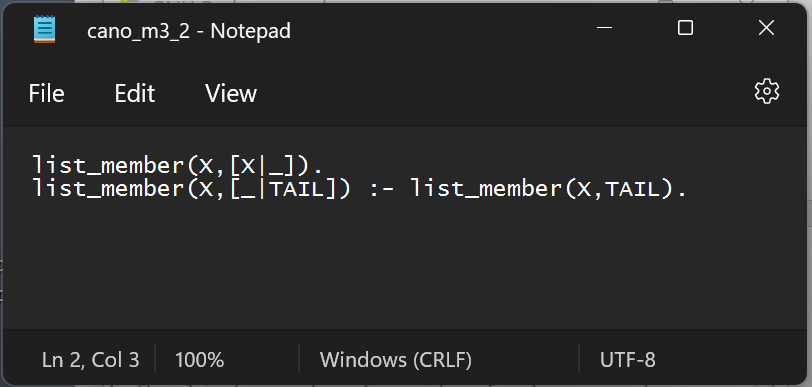 cano_m3_2 - Notepad
File Edit View
list_member(X,[X|_]).
list_member(X,[_|TAIL]) :- list_member(X,TAIL).
Ln 2, Col 3 100% Windows (CRLF) UTF-8